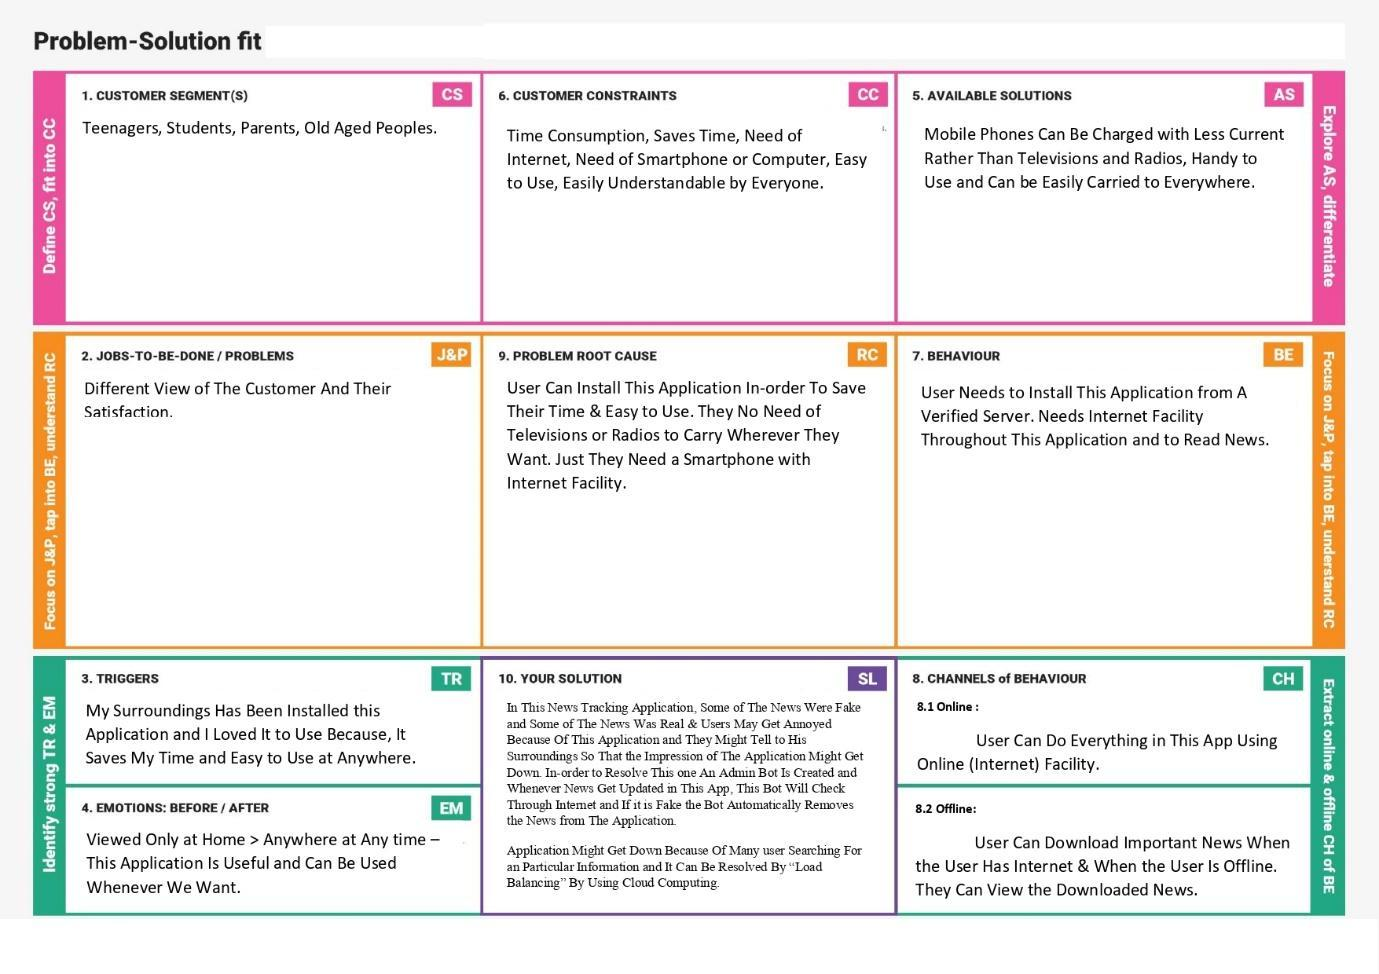 Problem-Solution fit
Define CS, fit into CC
1. CUSTOMER SEGMENT(S)
CS
Teenagers, Students, Parents, Old Aged Peoples.
6. CUSTOMER CONSTRAINTS
CC
Time Consumption, Saves Time, Need of
Internet, Need of Smartphone or Computer, Easy
to Use, Easily Understandable by Everyone.
5. AVAILABLE SOLUTIONS
AS
Mobile Phones Can Be Charged with Less Current
Rather Than Televisions and Radios, Handy to
Use and Can be Easily Carried to Everywhere.
Explore AS, differentiate
Focus on J&P, tap into BE, understand RC
2. JOBS-TO-BE-DONE / PROBLEMS
J&P
Different View of The Customer And Their
Satisfaction.
9. PROBLEM ROOT CAUSE
RC
User Can Install This Application In-order To Save
Their Time & Easy to Use. They No Need of
Televisions or Radios to Carry Wherever They
Want. Just They Need a Smartphone with
Internet Facility.
7. BEHAVIOUR
BE
User Needs to Install This Application from A
Verified Server. Needs Internet Facility
Throughout This Application and to Read News.
Focus on J&P, tap into BE, understand RC
Identify strong TR & EM
3. TRIGGERS
TR
My Surroundings Has Been Installed this
Application and I Loved It to Use Because, It
Saves My Time and Easy to Use at Anywhere.
4. EMOTIONS: BEFORE / AFTER
EM
Viewed Only at Home > Anywhere at Any time –
This Application Is Useful and Can Be Used
Whenever We Want.
10. YOUR SOLUTION
SL
In This News Tracking Application, Some of The News Were Fake
and Some of The News Was Real & Users May Get Annoyed
Because Of This Application and They Might Tell to His
Surroundings So That the Impression of The Application Might Get
Down. In-order to Resolve This one An Admin Bot Is Created and
Whenever News Get Updated in This App, This Bot Will Check
Through Internet and If it is Fake the Bot Automatically Removes
the News from The Application.
Application Might Get Down Because Of Many user Searching For
an Particular Information and It Can Be Resolved By “Load
Balancing” By Using Cloud Computing.
8. CHANNELS of BEHAVIOUR
CH
8.1 Online :
User Can Do Everything in This App Using
Online (Internet) Facility.
8.2 Offline:
User Can Download Important News When
the User Has Internet & When the User Is Offline.
They Can View the Downloaded News.
Extract online & offline CH of BE